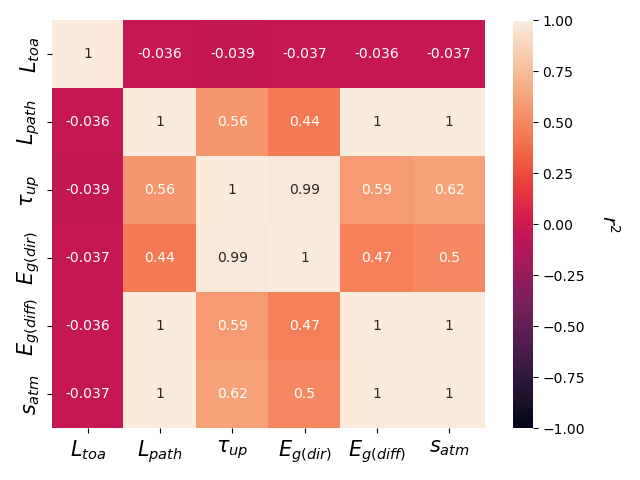 L_toa 1 -0.036 -0.039 -0.037 -0.036 -0.037
L_path -0.036 1 0.56 0.44 1 1
τ_up -0.039 0.56 1 0.99 0.59 0.62
E_g(dir) -0.037 0.44 0.99 1 0.47 0.5
E_g(diff) -0.036 1 0.59 0.47 1 1
s_atm -0.037 1 0.62 0.5 1 1
L_toa L_path τ_up E_g(dir) E_g(diff) s_atm
1.00
0.75
0.50
0.25
0.00
−0.25
−0.50
−0.75
−1.00
r²